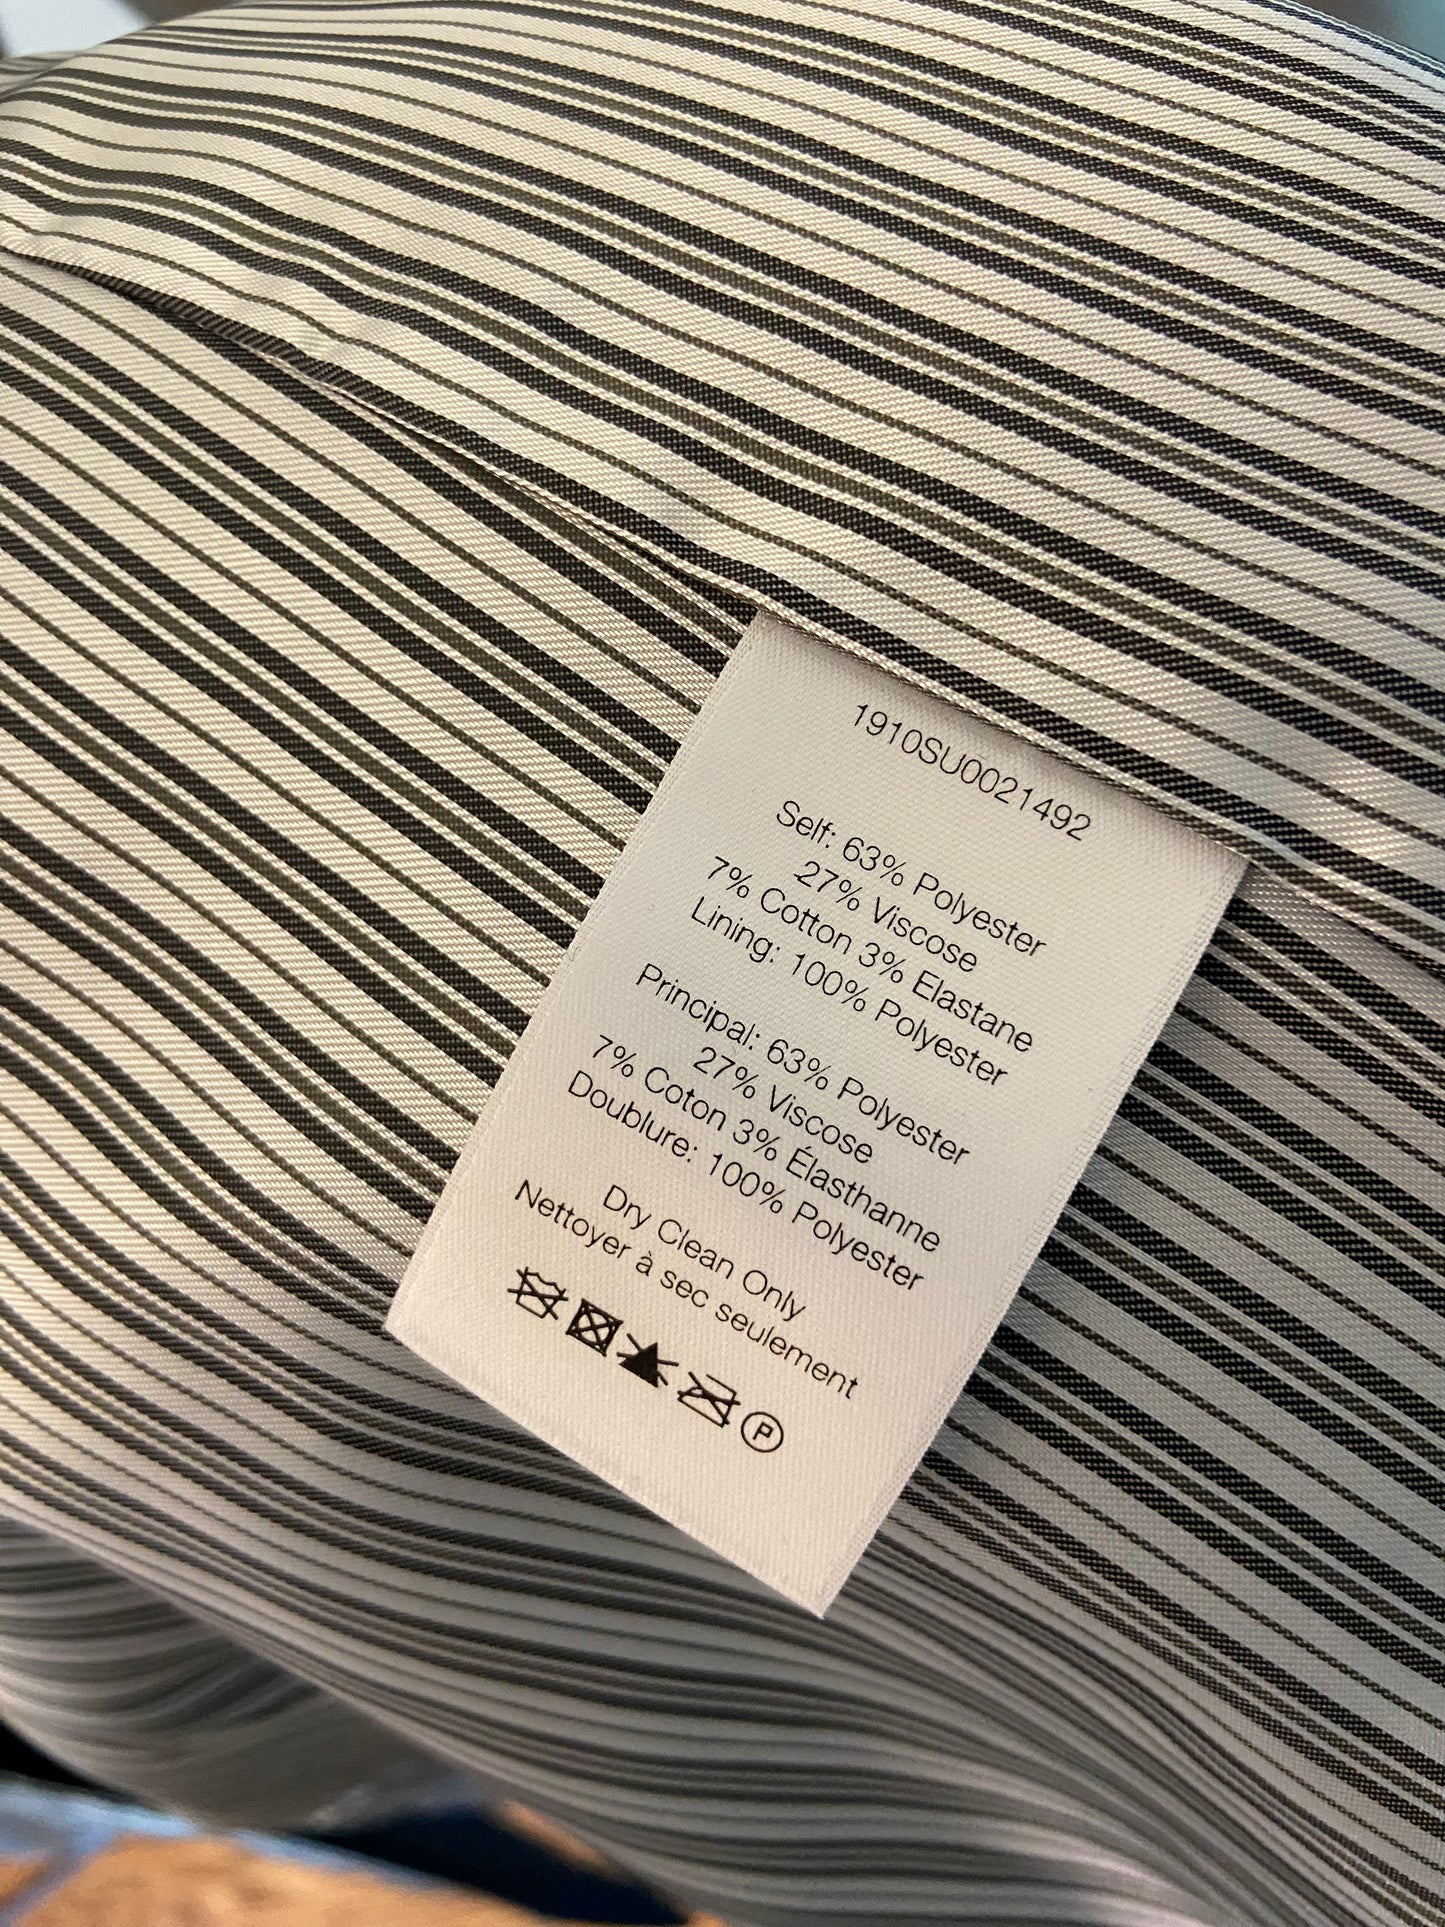 1910SU0021492
Self: 63% Polyester
27% Viscose
7% Cotton 3% Elastane
Lining: 100% Polyester
Principal: 63% Polyester
27% Viscose
7% Coton 3% Élasthanne
Doublure: 100% Polyester
Dry Clean Only
Nettoyer à sec seulement
P